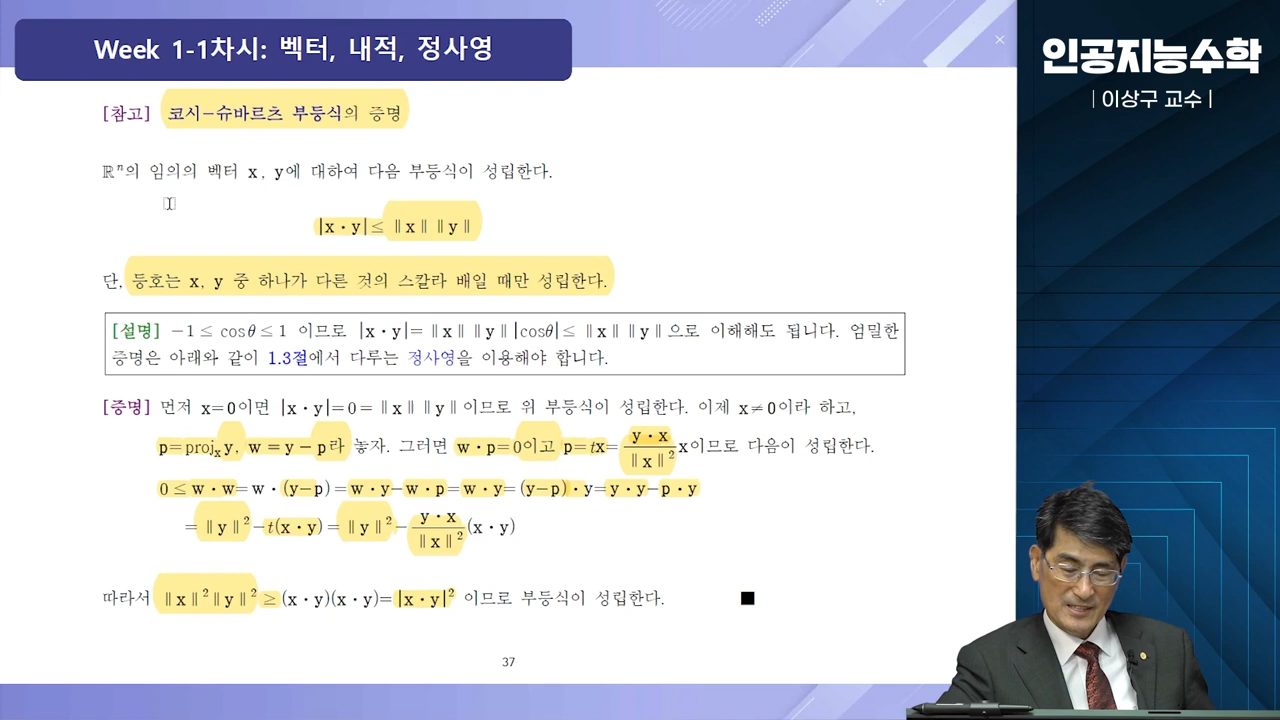 Week 1-1차시: 벡터, 내적, 정사영
인공지능수학
| 이상구 교수 |
[참고] 코시-슈바르츠 부등식의 증명
ℝⁿ의 임의의 벡터 x, y에 대하여 다음 부등식이 성립한다.
|x・y| ≤ ‖x‖ ‖y‖
단, 등호는 x, y 중 하나가 다른 것의 스칼라 배일 때만 성립한다.
[설명] -1 ≤ cosθ ≤ 1 이므로 |x・y|=‖x‖ ‖y‖|cosθ| ≤ ‖x‖ ‖y‖으로 이해해도 됩니다. 엄밀한
증명은 아래와 같이 1.3절에서 다루는 정사영을 이용해야 합니다.
[증명] 먼저 x=0이면 |x・y|=0=‖x‖ ‖y‖이므로 위 부등식이 성립한다. 이제 x≠0이라 하고,
p=projₓy, w=y-p라 놓자. 그러면 w・p=0이고 p=tx=(y・x)/‖x‖² x이므로 다음이 성립한다.
0 ≤ w・w=w・(y-p)=w・y-w・p=w・y=(y-p)・y=y・y-p・y
=‖y‖²-t(x・y)=‖y‖²-(y・x)/‖x‖² (x・y)
따라서 ‖x‖²‖y‖² ≥ (x・y)(x・y)=|x・y|² 이므로 부등식이 성립한다. ■
37